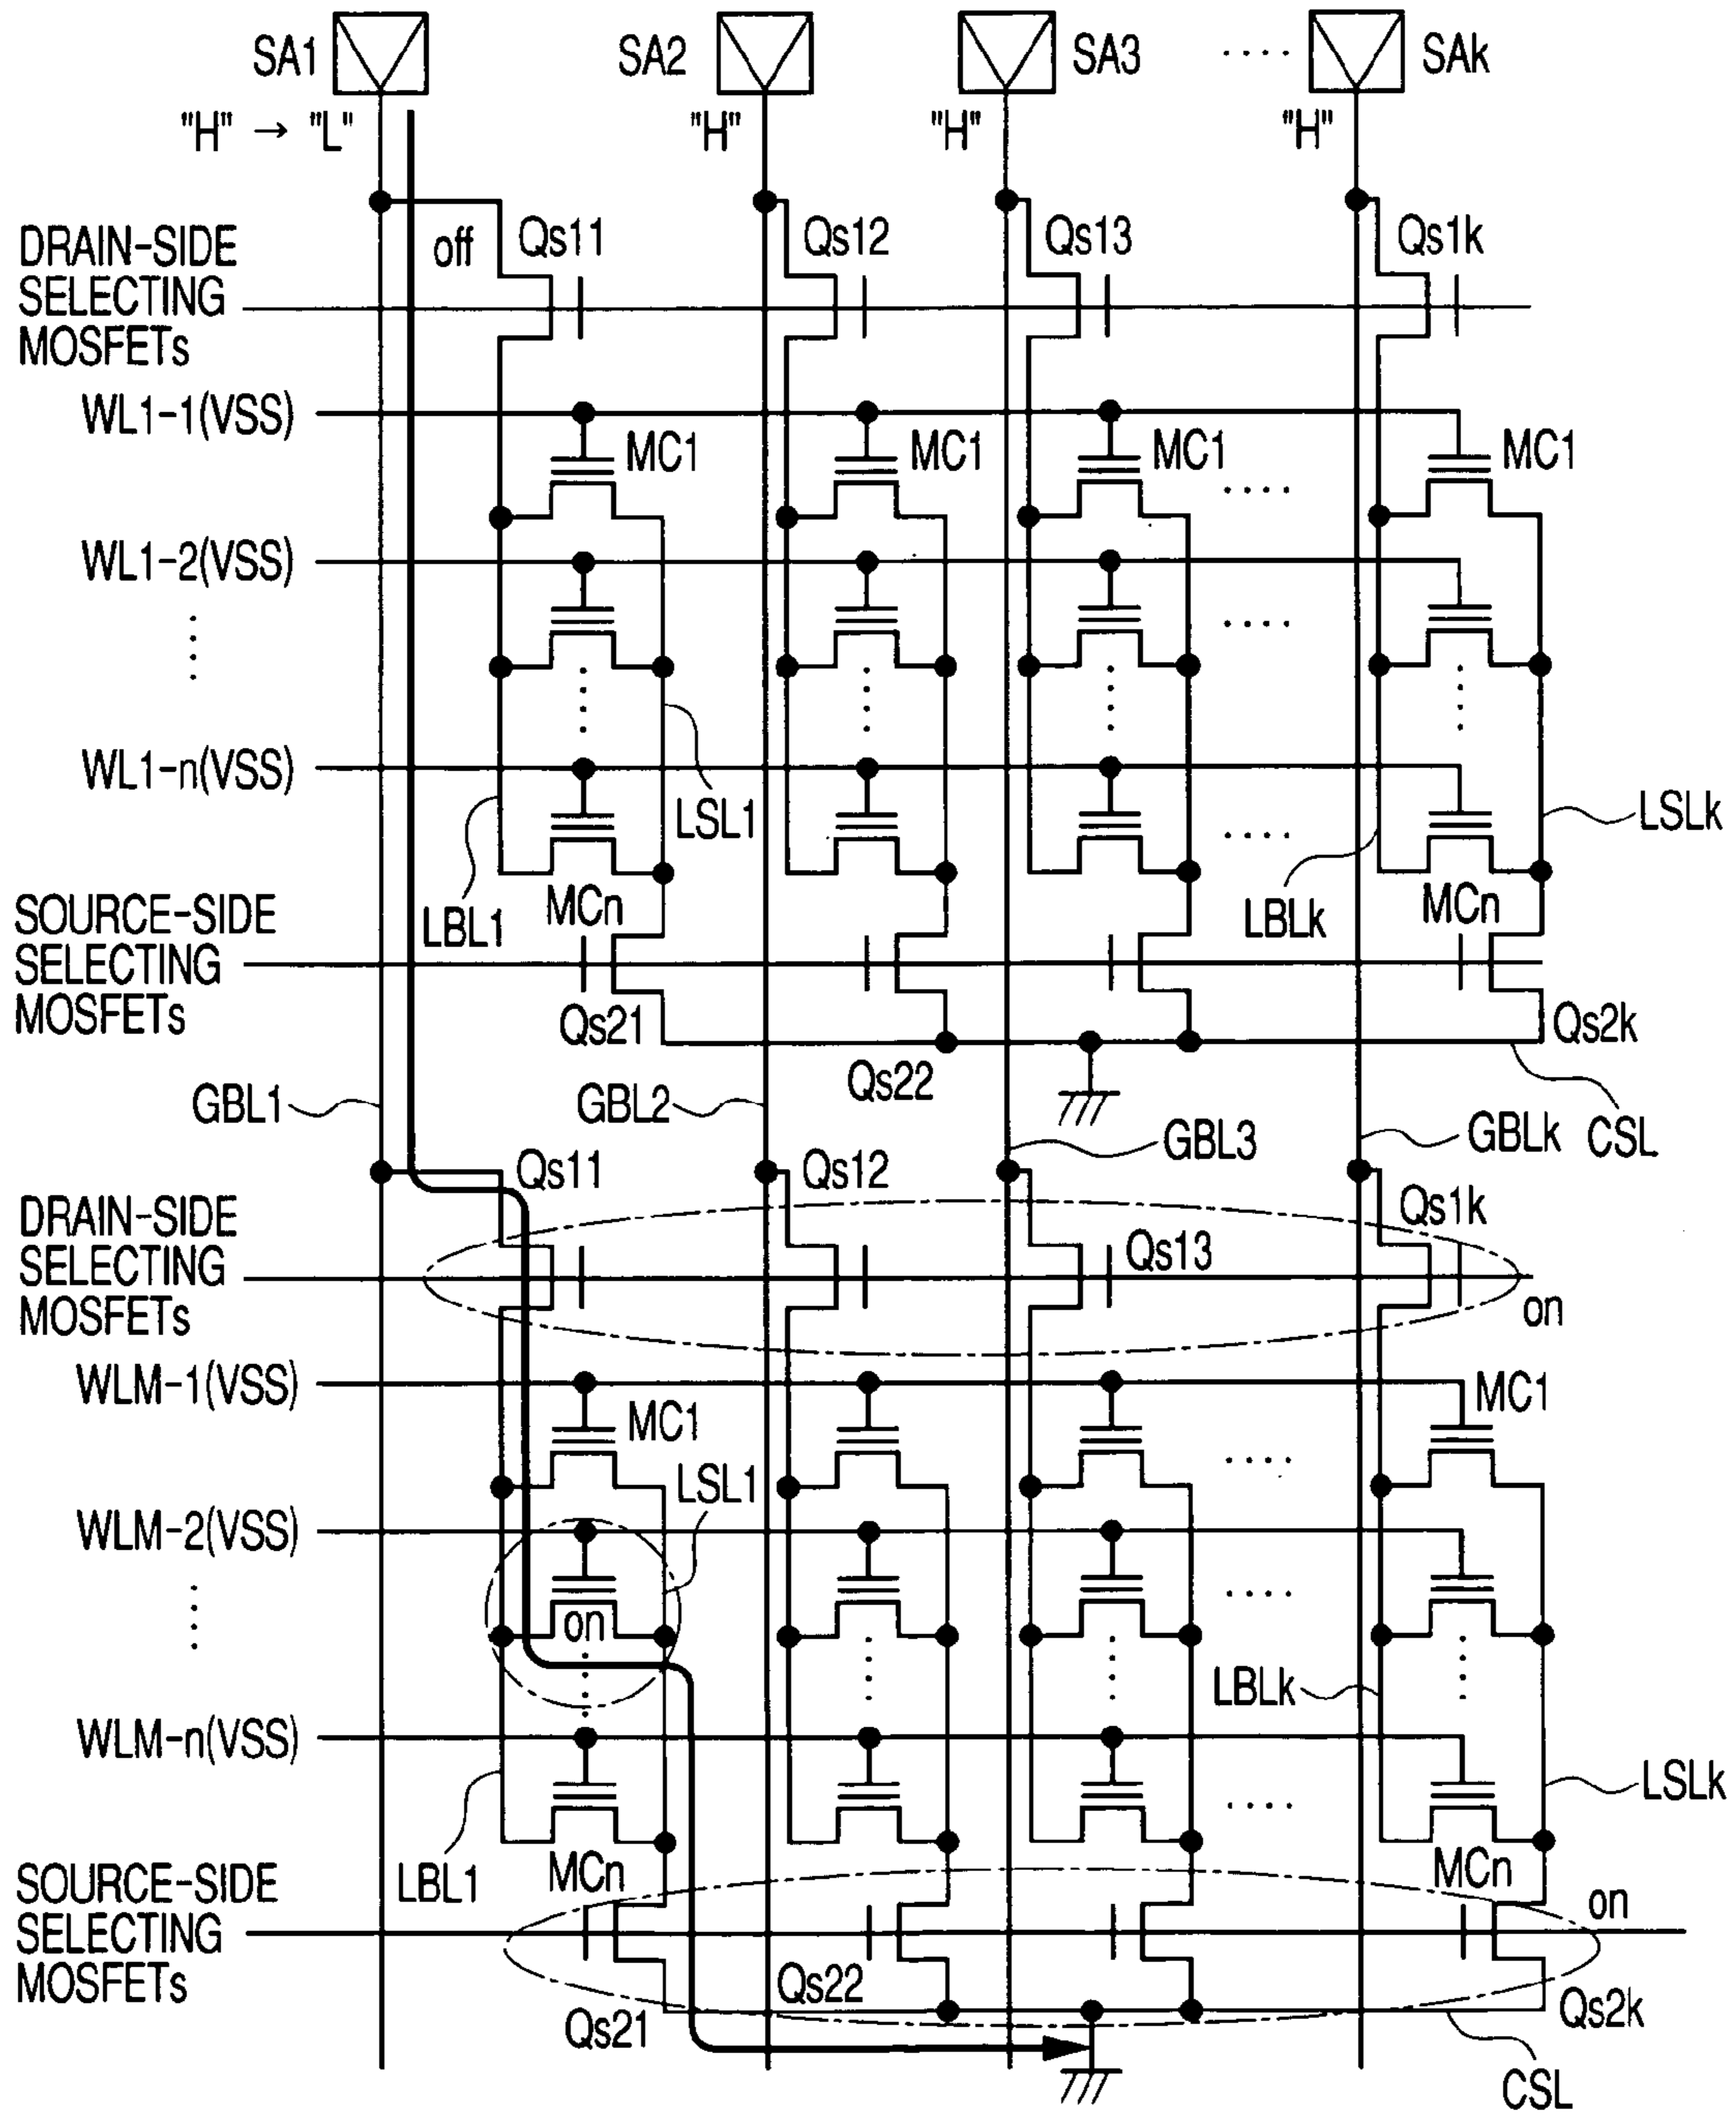 SA1
SA2
SA3
....
SAk
"H" → "L"
"H"
"H"
"H"
DRAIN-SIDE
SELECTING
MOSFETs
off
Qs11
Qs12
Qs13
Qs1k
WL1-1(VSS)
MC1
MC1
MC1
....
MC1
WL1-2(VSS)
....
WL1-n(VSS)
LSL1
....
LSLk
LBL1
MCn
LBLk
MCn
SOURCE-SIDE
SELECTING
MOSFETs
Qs21
Qs22
Qs2k
GBL1
GBL2
GBL3
GBLk
CSL
Qs11
Qs12
Qs13
Qs1k
DRAIN-SIDE
SELECTING
MOSFETs
on
WLM-1(VSS)
MC1
MC1
....
LSL1
WLM-2(VSS)
on
....
LBLk
WLM-n(VSS)
....
LSLk
LBL1
MCn
MCn
SOURCE-SIDE
SELECTING
MOSFETs
on
Qs21
Qs22
Qs2k
CSL